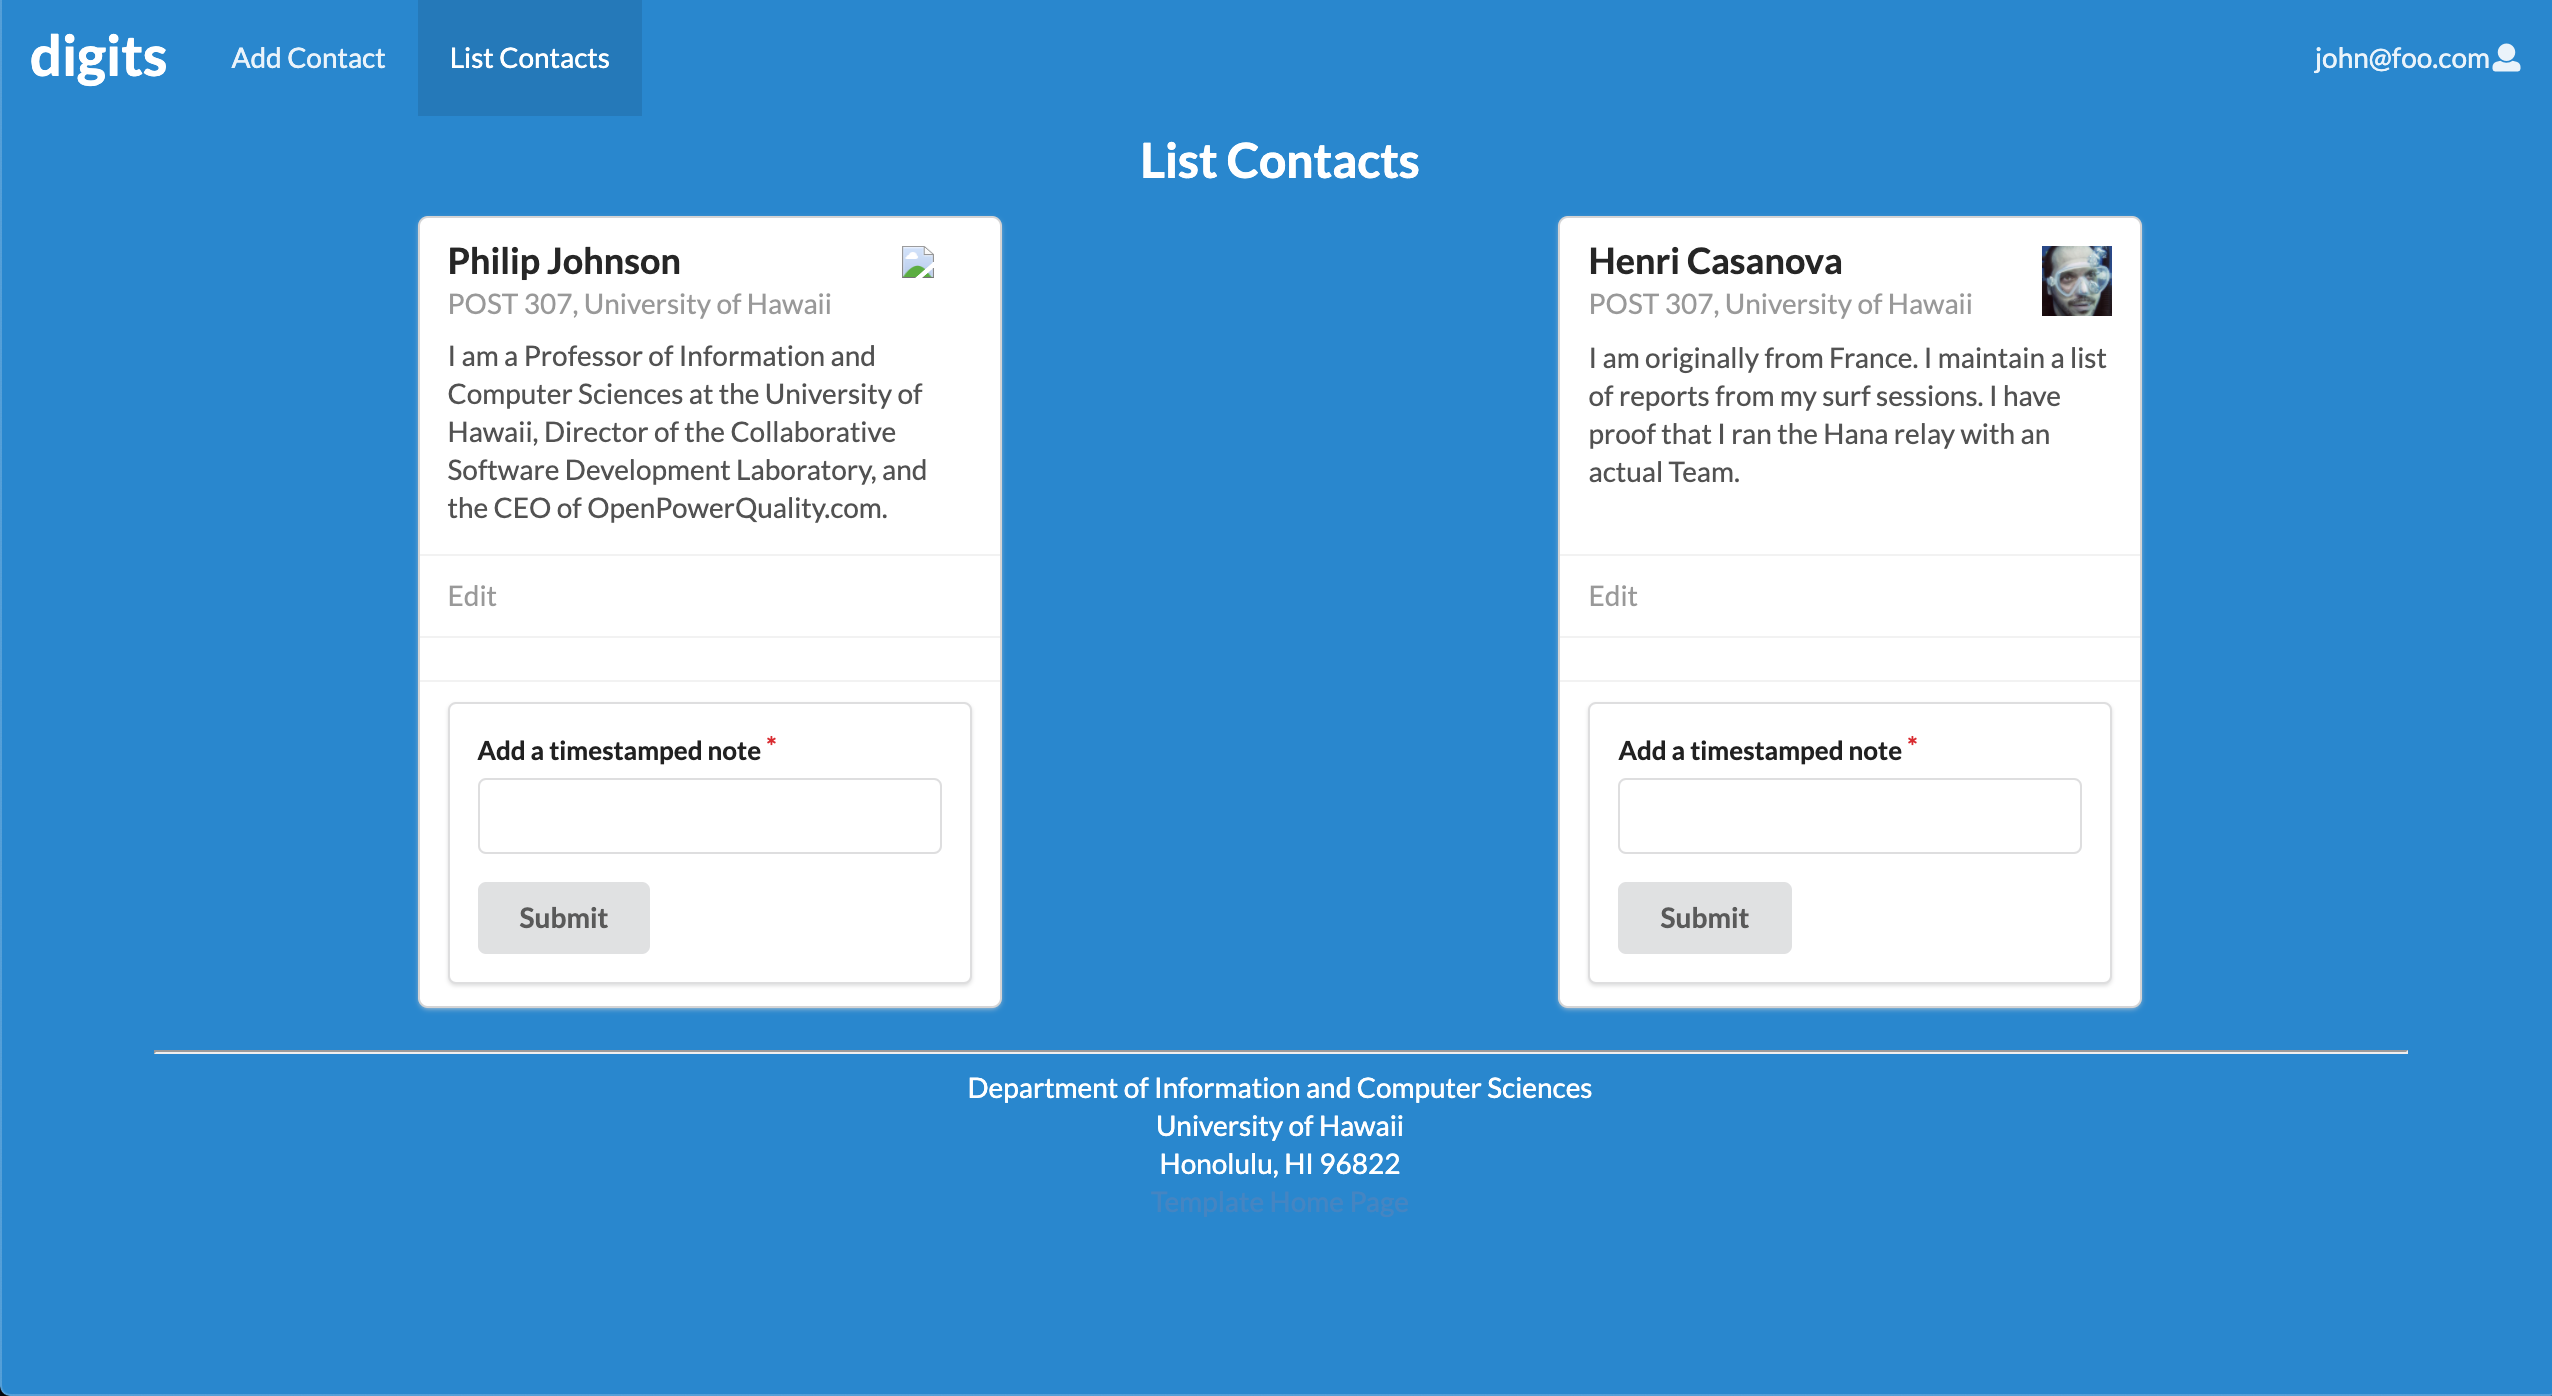 digits
Add Contact
List Contacts
john@foo.com
List Contacts
Philip Johnson
POST 307, University of Hawaii
I am a Professor of Information and
Computer Sciences at the University of
Hawaii, Director of the Collaborative
Software Development Laboratory, and
the CEO of OpenPowerQuality.com.
Edit
Add a timestamped note *
Submit
Henri Casanova
POST 307, University of Hawaii
I am originally from France. I maintain a list
of reports from my surf sessions. I have
proof that I ran the Hana relay with an
actual Team.
Edit
Add a timestamped note *
Submit
Department of Information and Computer Sciences
University of Hawaii
Honolulu, HI 96822
Template Home Page